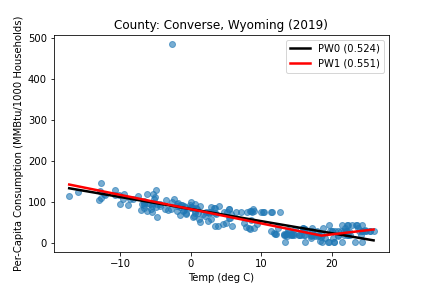 County: Converse, Wyoming (2019)
PW0 (0.524)
PW1 (0.551)
Per-Capita Consumption (MMBtu/1000 Households)
500
400
300
200
100
0
−10 0 10 20
Temp (deg C)